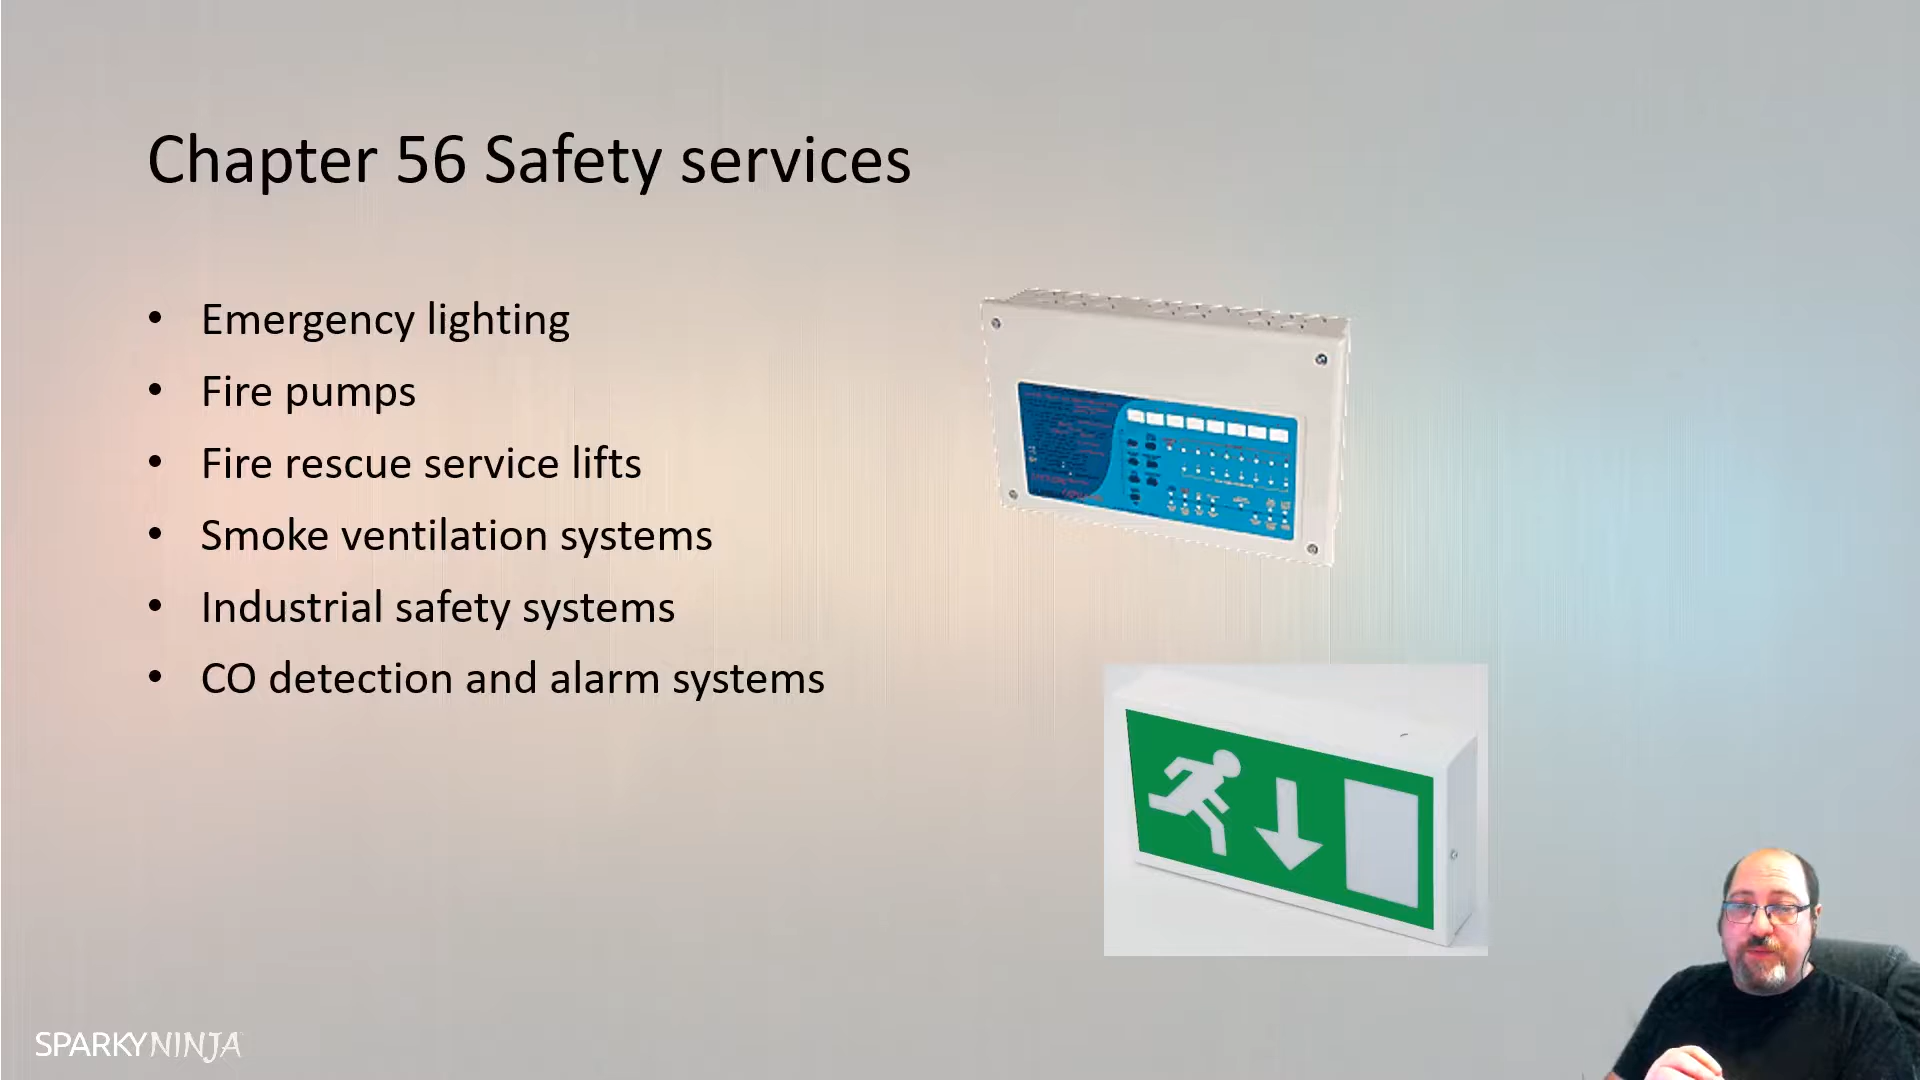 Chapter 56 Safety services
• Emergency lighting
• Fire pumps
• Fire rescue service lifts
• Smoke ventilation systems
• Industrial safety systems
• CO detection and alarm systems
SPARKYNINJA